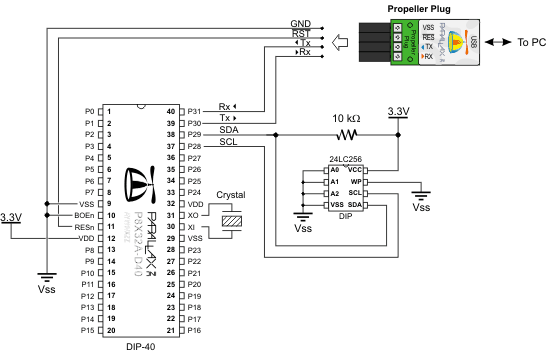 Propeller Plug
GND
RST
Tx
Rx
Propeller Plug
VSS
RES
TX
RX
PARALLAX
USB
To PC
P0 1 40 P31 Rx
P1 2 39 P30 Tx
P2 3 38 P29 SDA
P3 4 37 P28 SCL
P4 5 36 P27
P5 6 35 P26
P6 7 34 P25
P7 8 33 P24
VSS 9 32 VDD
BOEn 10 31 XO
RESn 11 30 XI
VDD 12 29 VSS
P8 13 28 P23
P9 14 27 P22
P10 15 26 P21
P11 16 25 P20
P12 17 24 P19
P13 18 23 P18
P14 19 22 P17
P15 20 21 P16
PARALLAX
P8X32A-D40
DIP-40
3.3V
Vss
Crystal
10 kΩ
3.3V
24LC256
A0 VCC
A1 WP
A2 SCL
VSS SDA
DIP
Vss
Vss